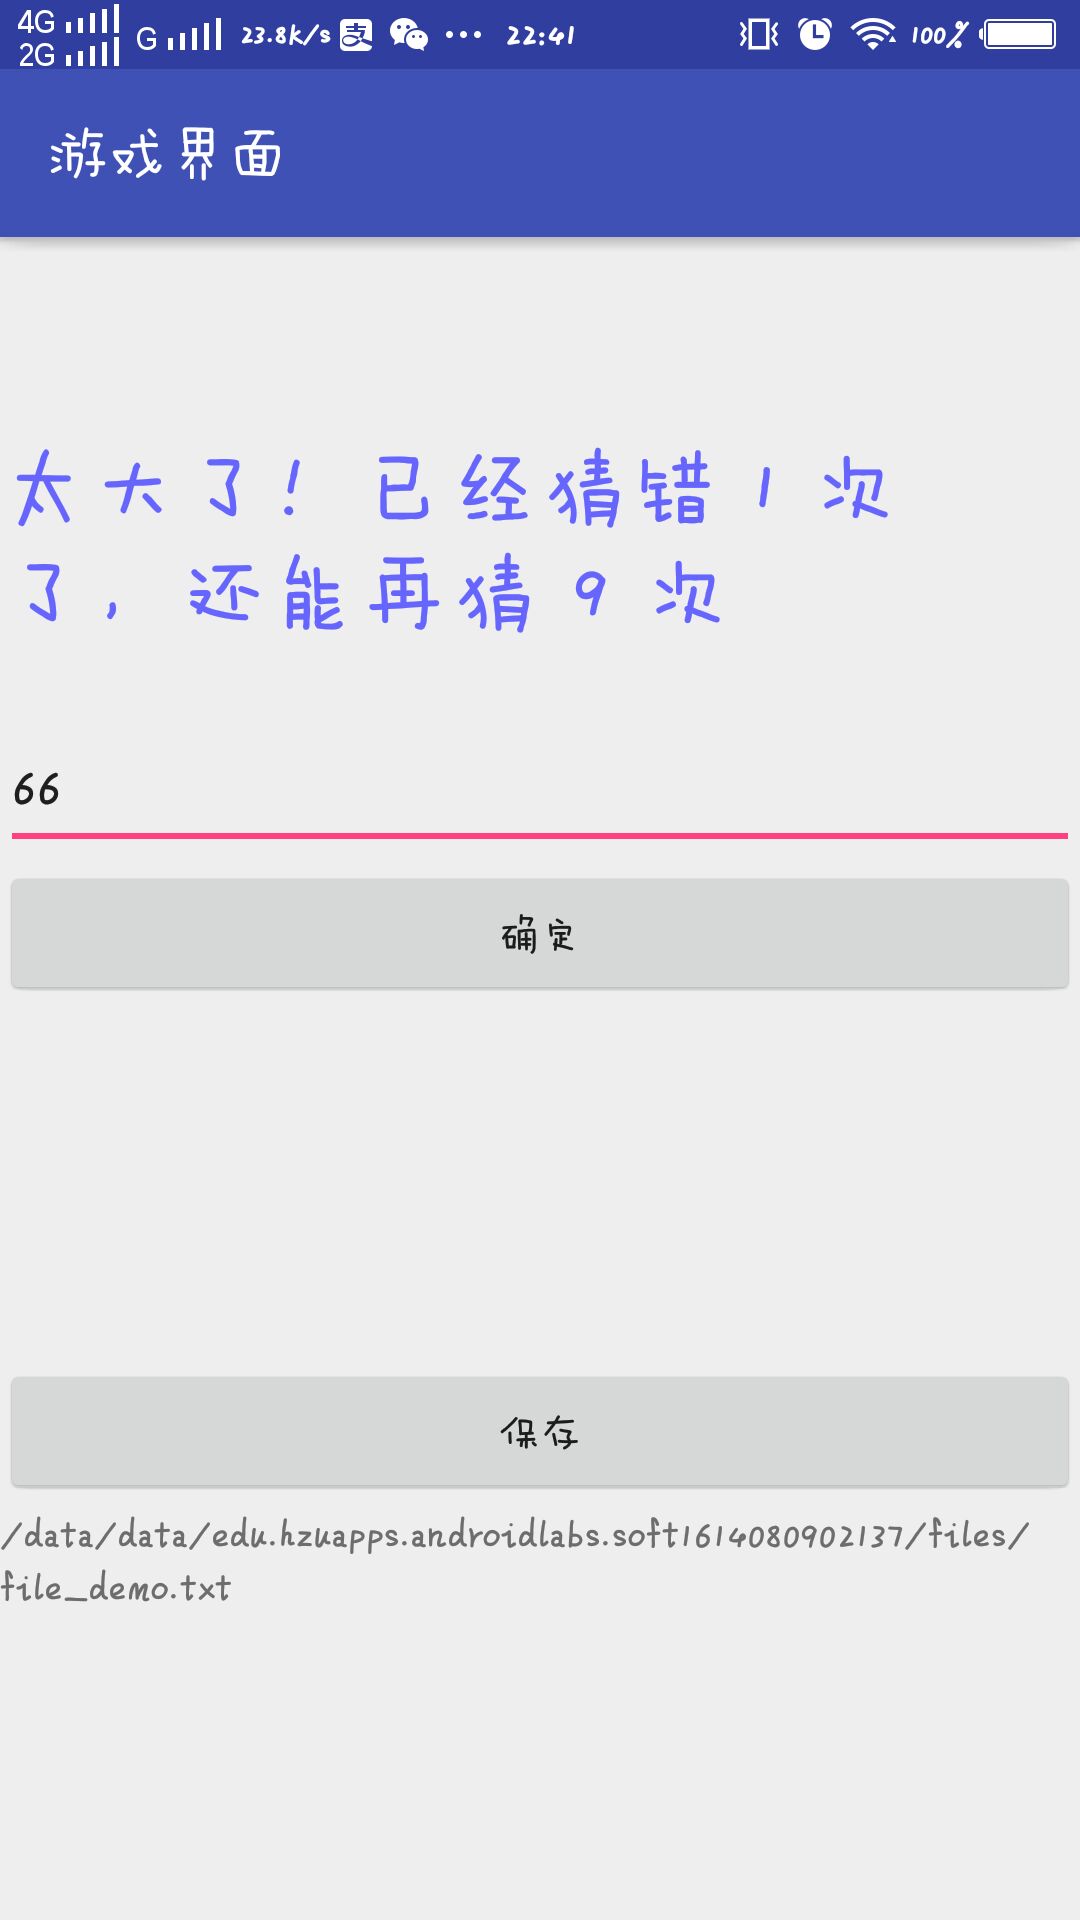 4G
2G
G 23.8K/s 支 22:41 100%
游戏界面
太大了！已经猜错1次
了，还能再猜9次
66
确定
保存
/data/data/edu.hzuapps.androidlabs.soft1614080902137/files/
file_demo.txt